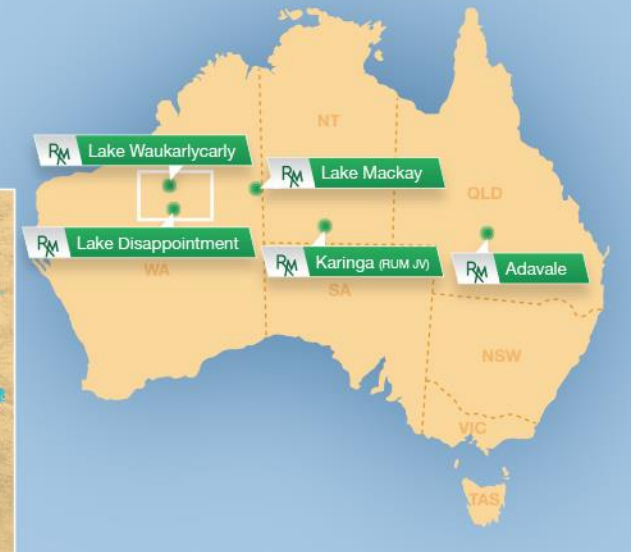 NT
RM Lake Waukarlycarly
RM Lake Mackay
QLD
RM Lake Disappointment
RM Karinga (RUM JV)
RM Adavale
WA
SA
NSW
VIC
TAS